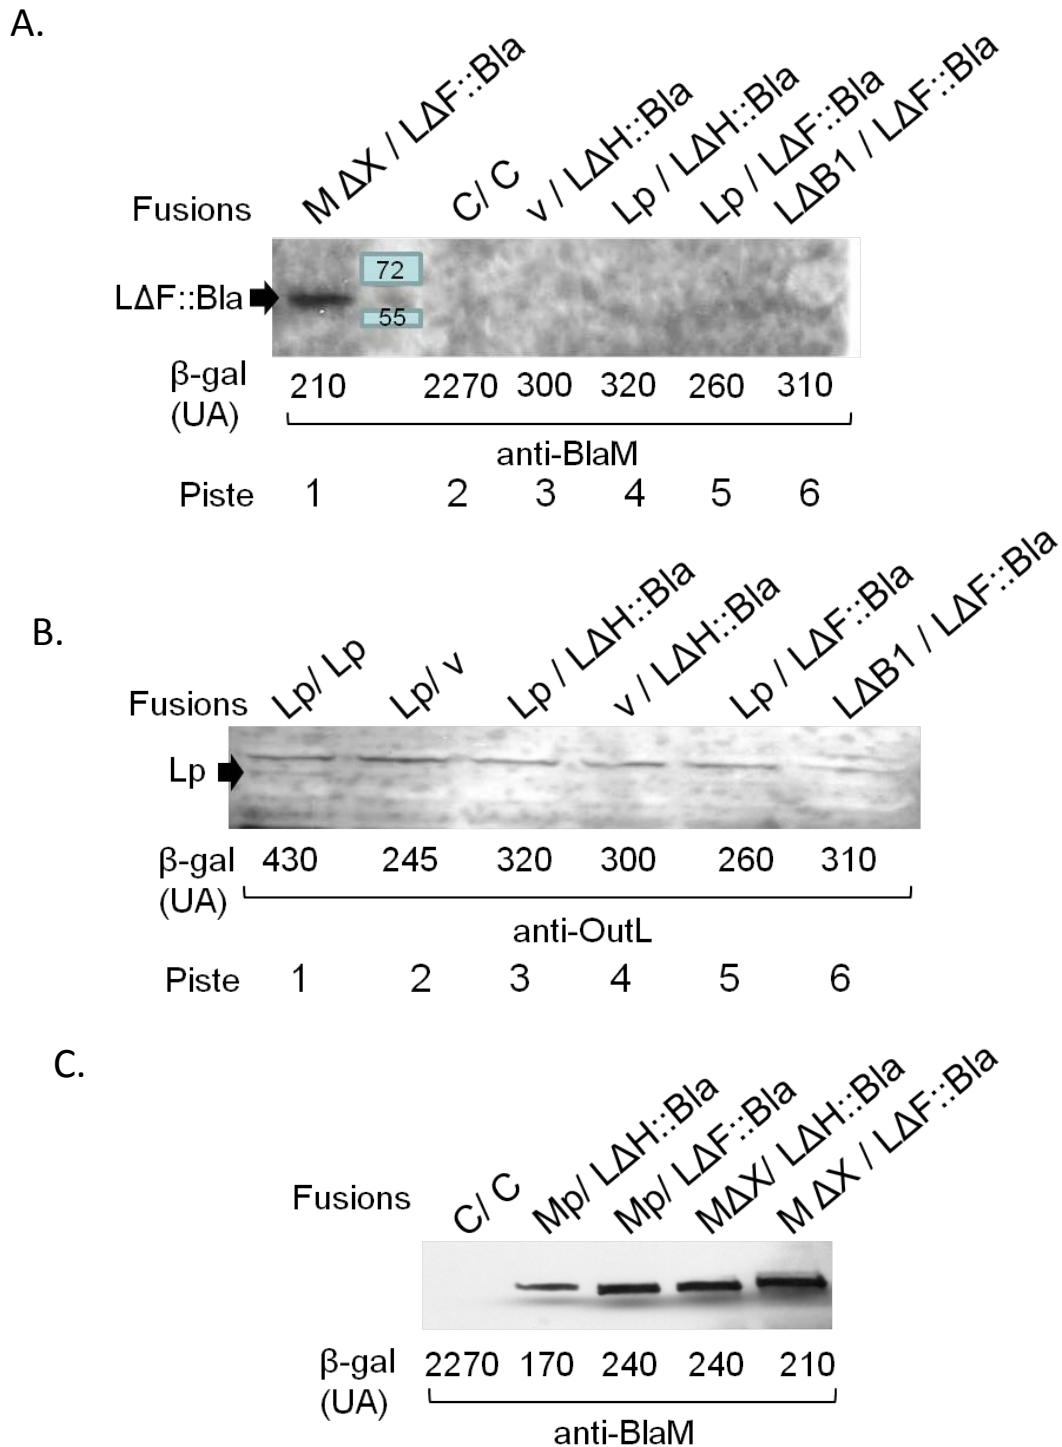 A.
Fusions
M ΔX / LΔF::Bla
C/ C
v / LΔH::Bla
Lp / LΔH::Bla
Lp / LΔF::Bla
LΔB1 / LΔF::Bla
LΔF::Bla
72
55
β-gal (UA)
210 2270 300 320 260 310
anti-BlaM
Piste 1 2 3 4 5 6
B.
Fusions
Lp/ Lp
Lp/ v
Lp / LΔH::Bla
v / LΔH::Bla
Lp / LΔF::Bla
LΔB1 / LΔF::Bla
Lp
β-gal (UA)
430 245 320 300 260 310
anti-OutL
Piste 1 2 3 4 5 6
C.
Fusions
C/ C
Mp/ LΔH::Bla
Mp/ LΔF::Bla
MΔX/ LΔH::Bla
M ΔX / LΔF::Bla
β-gal (UA)
2270 170 240 240 210
anti-BlaM